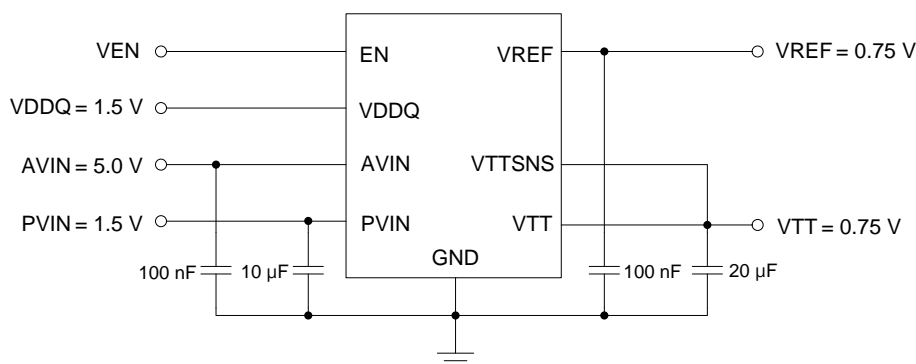 VEN
EN
VREF
VREF = 0.75 V
VDDQ = 1.5 V
VDDQ
AVIN = 5.0 V
AVIN
VTTSNS
PVIN = 1.5 V
PVIN
VTT
VTT = 0.75 V
GND
100 nF
10 µF
100 nF
20 µF